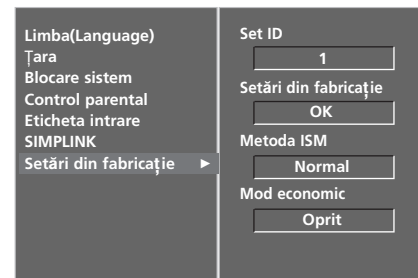 Limba(Language)
Țara
Blocare sistem
Control parental
Eticheta intrare
SIMPLINK
Setări din fabricație ►
Set ID
1
Setări din fabricație
OK
Metoda ISM
Normal
Mod economic
Oprit